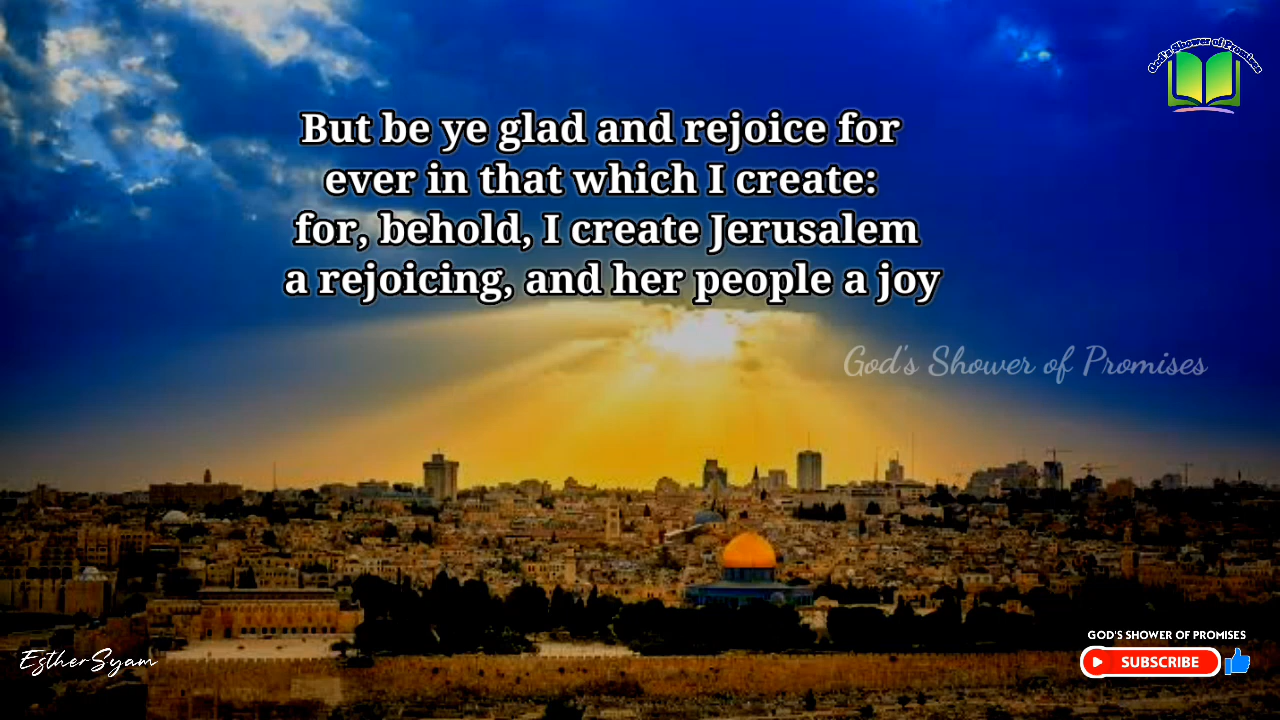 God's Shower of Promises
But be ye glad and rejoice for
ever in that which I create:
for, behold, I create Jerusalem
a rejoicing, and her people a joy
God's Shower of Promises
GOD'S SHOWER OF PROMISES
EstherSyam
SUBSCRIBE